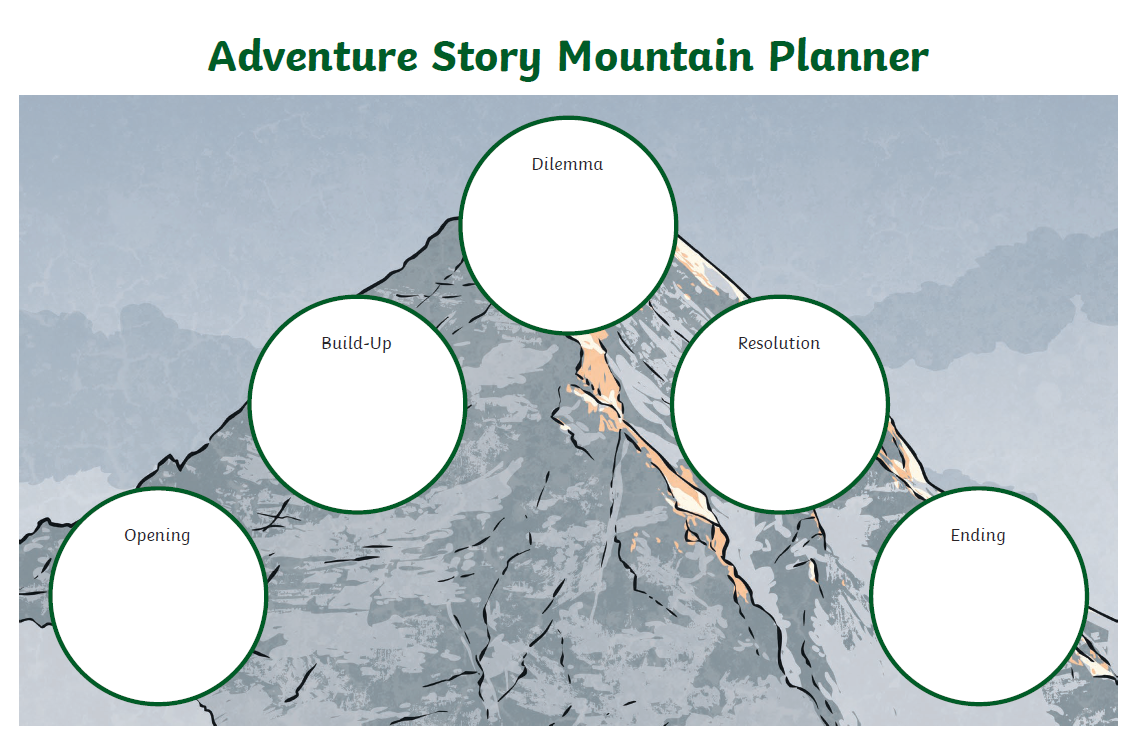 Adventure Story Mountain Planner
Dilemma
Build-Up
Resolution
Opening
Ending